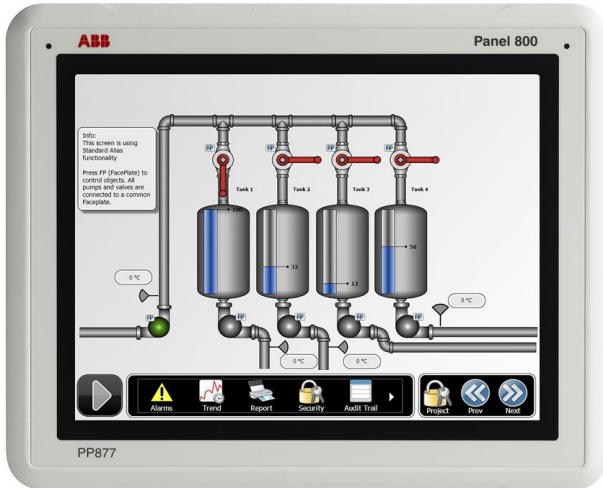 ABB
Panel 800
Info:
This screen is using
Standard Alias
functionality
Press FP (FacePlate) to
control objects. All
pumps and valves are
connected to a common
Faceplate.
FP
FP
FP
FP
Tank 1
Tank 2
Tank 3
Tank 4
100
32
12
56
0 °C
0 °C
FP
FP
FP
FP
FP
0 °C
0 °C
Alarms
Trend
Report
Security
Audit Trail
Project
Prev
Next
PP877